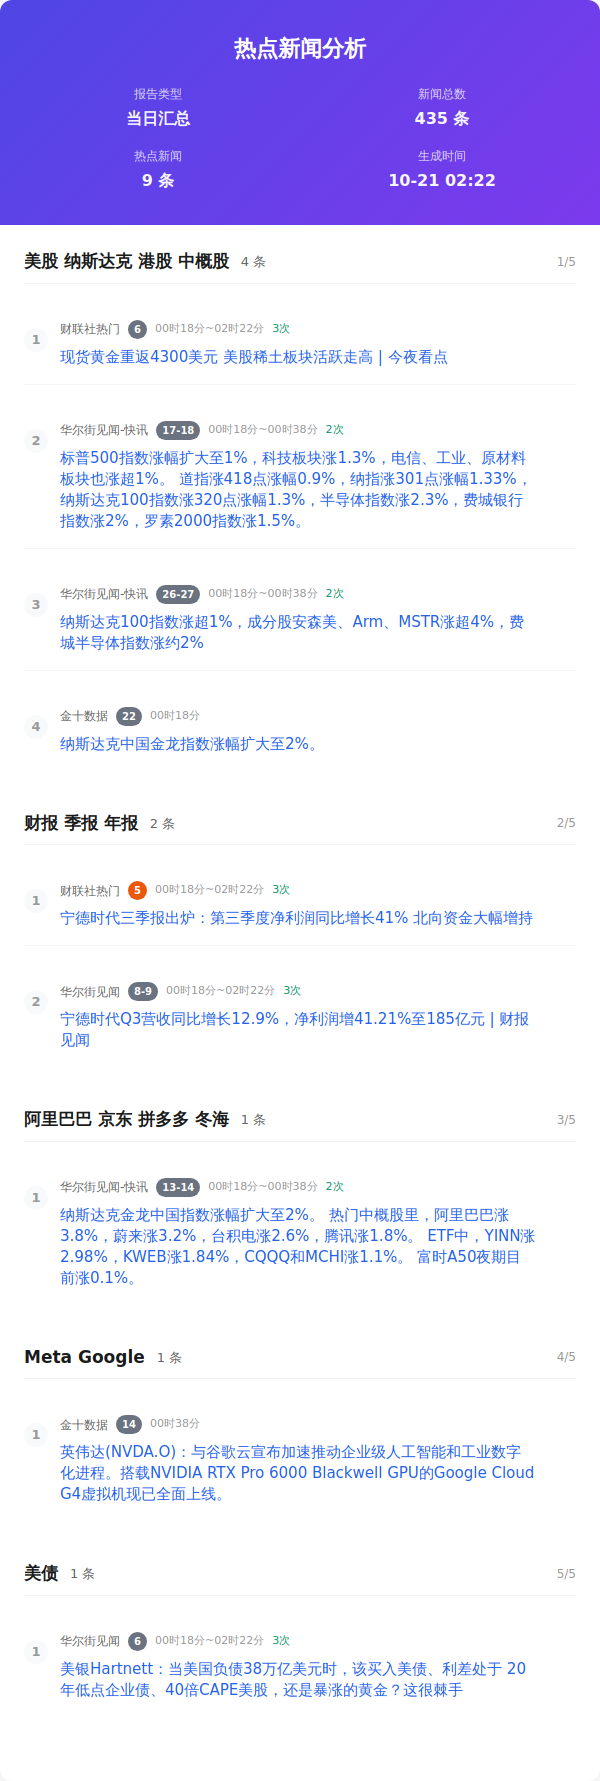 热点新闻分析
报告类型
当日汇总
新闻总数
435 条
热点新闻
9 条
生成时间
10-21 02:22
美股 纳斯达克 港股 中概股 4 条 1/5
1
财联社热门 6 00时18分~02时22分 3次
现货黄金重返4300美元 美股稀土板块活跃走高 | 今夜看点
2
华尔街见闻-快讯 17-18 00时18分~00时38分 2次
标普500指数涨幅扩大至1%，科技板块涨1.3%，电信、工业、原材料
板块也涨超1%。 道指涨418点涨幅0.9%，纳指涨301点涨幅1.33%，
纳斯达克100指数涨320点涨幅1.3%，半导体指数涨2.3%，费城银行
指数涨2%，罗素2000指数涨1.5%。
3
华尔街见闻-快讯 26-27 00时18分~00时38分 2次
纳斯达克100指数涨超1%，成分股安森美、Arm、MSTR涨超4%，费
城半导体指数涨约2%
4
金十数据 22 00时18分
纳斯达克中国金龙指数涨幅扩大至2%。
财报 季报 年报 2 条 2/5
1
财联社热门 5 00时18分~02时22分 3次
宁德时代三季报出炉：第三季度净利润同比增长41% 北向资金大幅增持
2
华尔街见闻 8-9 00时18分~02时22分 3次
宁德时代Q3营收同比增长12.9%，净利润增41.21%至185亿元 | 财报
见闻
阿里巴巴 京东 拼多多 冬海 1 条 3/5
1
华尔街见闻-快讯 13-14 00时18分~00时38分 2次
纳斯达克金龙中国指数涨幅扩大至2%。 热门中概股里，阿里巴巴涨
3.8%，蔚来涨3.2%，台积电涨2.6%，腾讯涨1.8%。 ETF中，YINN涨
2.98%，KWEB涨1.84%，CQQQ和MCHI涨1.1%。 富时A50夜期目
前涨0.1%。
Meta Google 1 条 4/5
1
金十数据 14 00时38分
英伟达(NVDA.O)：与谷歌云宣布加速推动企业级人工智能和工业数字
化进程。搭载NVIDIA RTX Pro 6000 Blackwell GPU的Google Cloud
G4虚拟机现已全面上线。
美债 1 条 5/5
1
华尔街见闻 6 00时18分~02时22分 3次
美银Hartnett：当美国负债38万亿美元时，该买入美债、利差处于 20
年低点企业债、40倍CAPE美股，还是暴涨的黄金？这很棘手